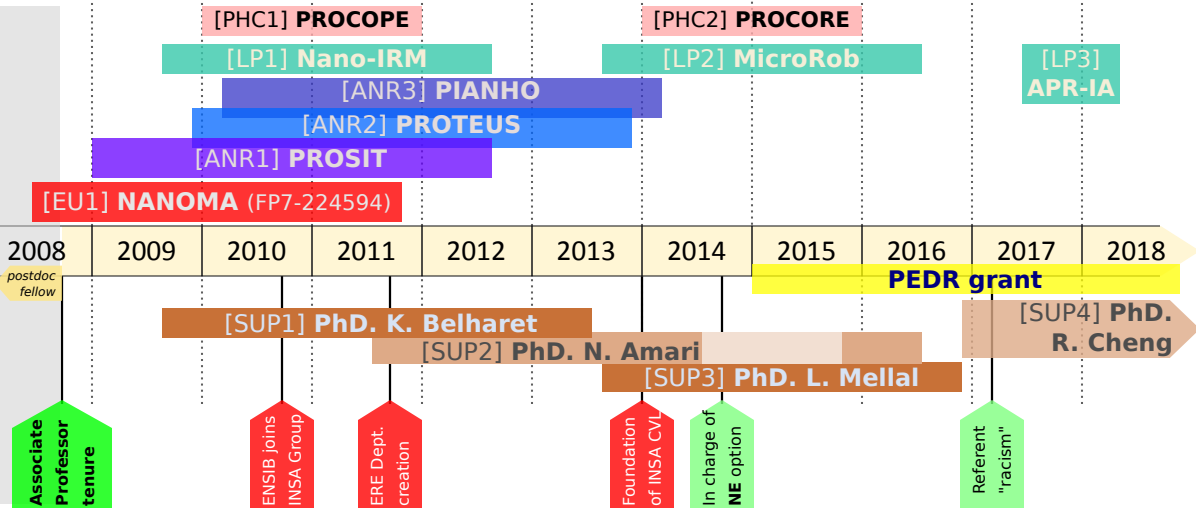 [PHC1] PROCOPE
[PHC2] PROCORE
[LP1] Nano-IRM
[LP2] MicroRob
[LP3]
APR-IA
[ANR3] PIANHO
[ANR2] PROTEUS
[ANR1] PROSIT
[EU1] NANOMA (FP7-224594)
2008 2009 2010 2011 2012 2013 2014 2015 2016 2017 2018
postdoc
fellow
PEDR grant
[SUP1] PhD. K. Belharet
[SUP2] PhD. N. Amari
[SUP3] PhD. L. Mellal
[SUP4] PhD.
R. Cheng
Associate
Professor
tenure
ENSIB joins
INSA Group
ERE Dept.
creation
Foundation
of INSA CVL
In charge of
NE option
Referent
"racism"